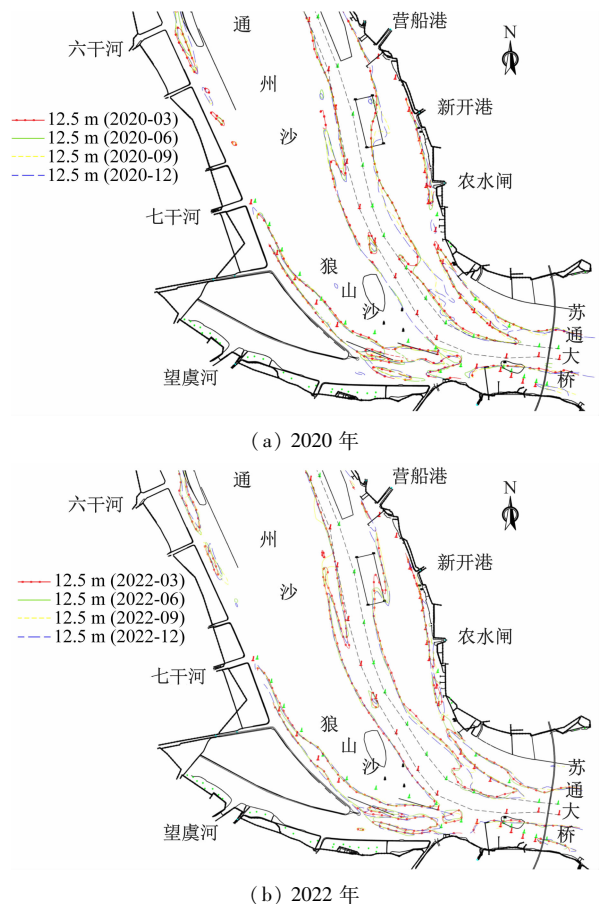 营船港
通
六干河
N
州
新开港
12.5 m (2020-03)
沙
12.5 m (2020-06)
12.5 m (2020-09)
12.5 m (2020-12)
农水闸
七干河
狼
山
沙
苏
通
大
桥
望虞河
(a) 2020 年
营船港
通
六干河
N
州
新开港
12.5 m (2022-03)
沙
12.5 m (2022-06)
12.5 m (2022-09)
12.5 m (2022-12)
农水闸
七干河
狼
山
沙
苏
通
大
桥
望虞河
(b) 2022 年